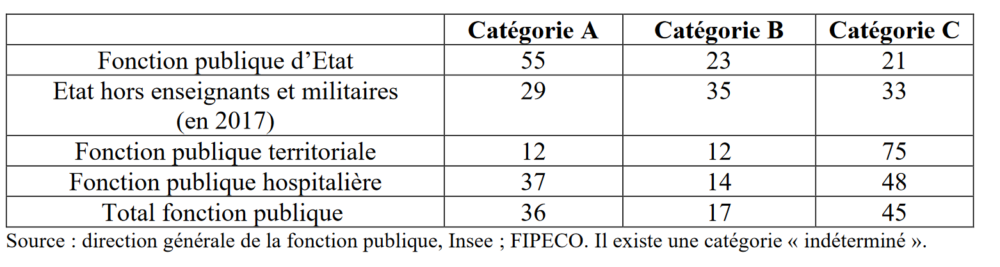 Catégorie A Catégorie B Catégorie C
Fonction publique d’Etat 55 23 21
Etat hors enseignants et militaires 29 35 33
(en 2017)
Fonction publique territoriale 12 12 75
Fonction publique hospitalière 37 14 48
Total fonction publique 36 17 45
Source : direction générale de la fonction publique, Insee ; FIPECO. Il existe une catégorie « indéterminé ».